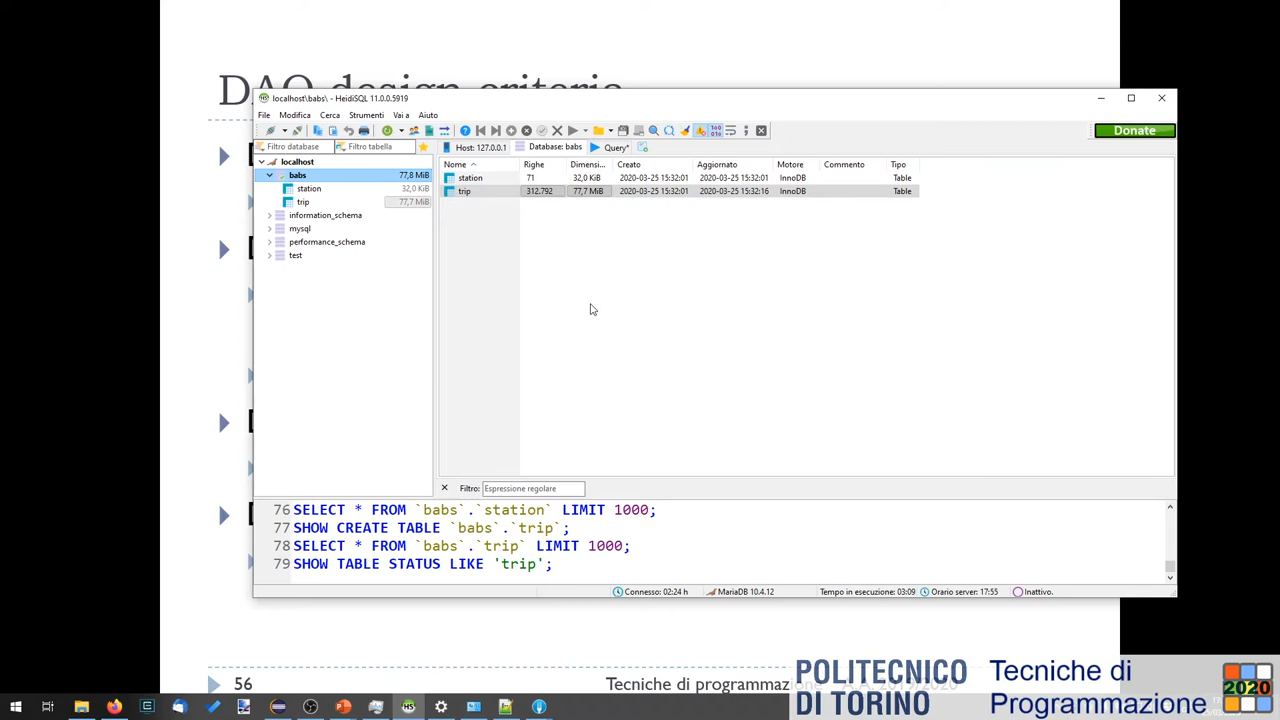 DAO design criteria
localhost\babs\ - HeidiSQL 11.0.0.5919
File Modifica Cerca Strumenti Vai a Aiuto
Donate
Filtro database Filtro tabella Host: 127.0.0.1 Database: babs Query*
localhost
babs 77,8 MiB
station 32,0 KiB
trip 77,7 MiB
information_schema
mysql
performance_schema
test
Nome Righe Dimensi... Creato Aggiornato Motore Commento Tipo
station 71 32,0 KiB 2020-03-25 15:32:01 2020-03-25 15:32:01 InnoDB Table
trip 312.792 77,7 MiB 2020-03-25 15:32:01 2020-03-25 15:32:16 InnoDB Table
Filtro: Espressione regolare
76 SELECT * FROM `babs`.`station` LIMIT 1000;
77 SHOW CREATE TABLE `babs`.`trip`;
78 SELECT * FROM `babs`.`trip` LIMIT 1000;
79 SHOW TABLE STATUS LIKE 'trip';
Connesso: 02:24 h MariaDB 10.4.12 Tempo in esecuzione: 03:09 Orario server: 17:55 Inattivo.
56 Tecniche di programmazione A.A. 2019/2020
POLITECNICO
DI TORINO
Tecniche di
Programmazione
2020